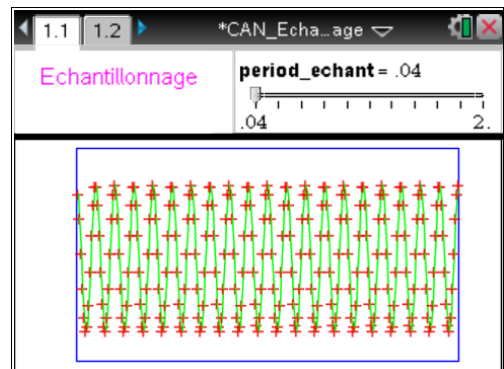 1.1 1.2 *CAN_Echa…age
Echantillonnage
period_echant = .04
.04 2.